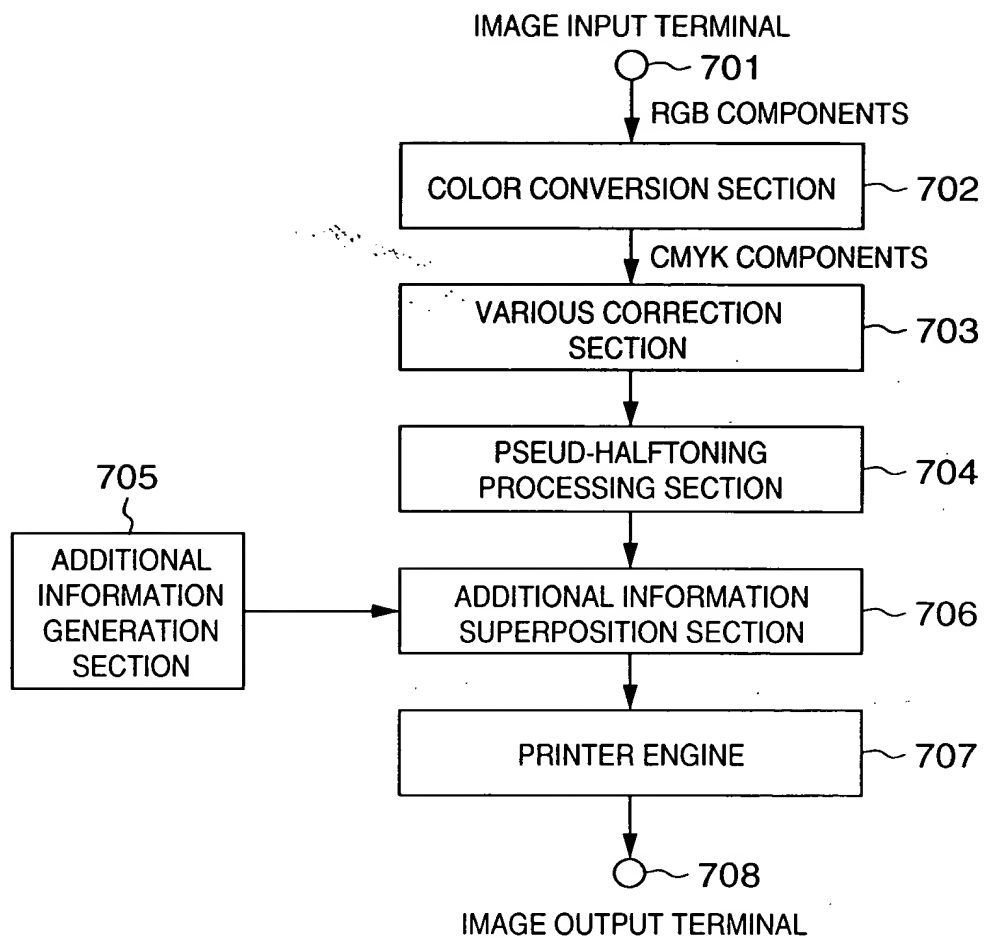 IMAGE INPUT TERMINAL
701
RGB COMPONENTS
COLOR CONVERSION SECTION
702
CMYK COMPONENTS
VARIOUS CORRECTION
SECTION
703
PSEUD-HALFTONING
PROCESSING SECTION
704
705
ADDITIONAL
INFORMATION
GENERATION
SECTION
ADDITIONAL INFORMATION
SUPERPOSITION SECTION
706
PRINTER ENGINE
707
708
IMAGE OUTPUT TERMINAL